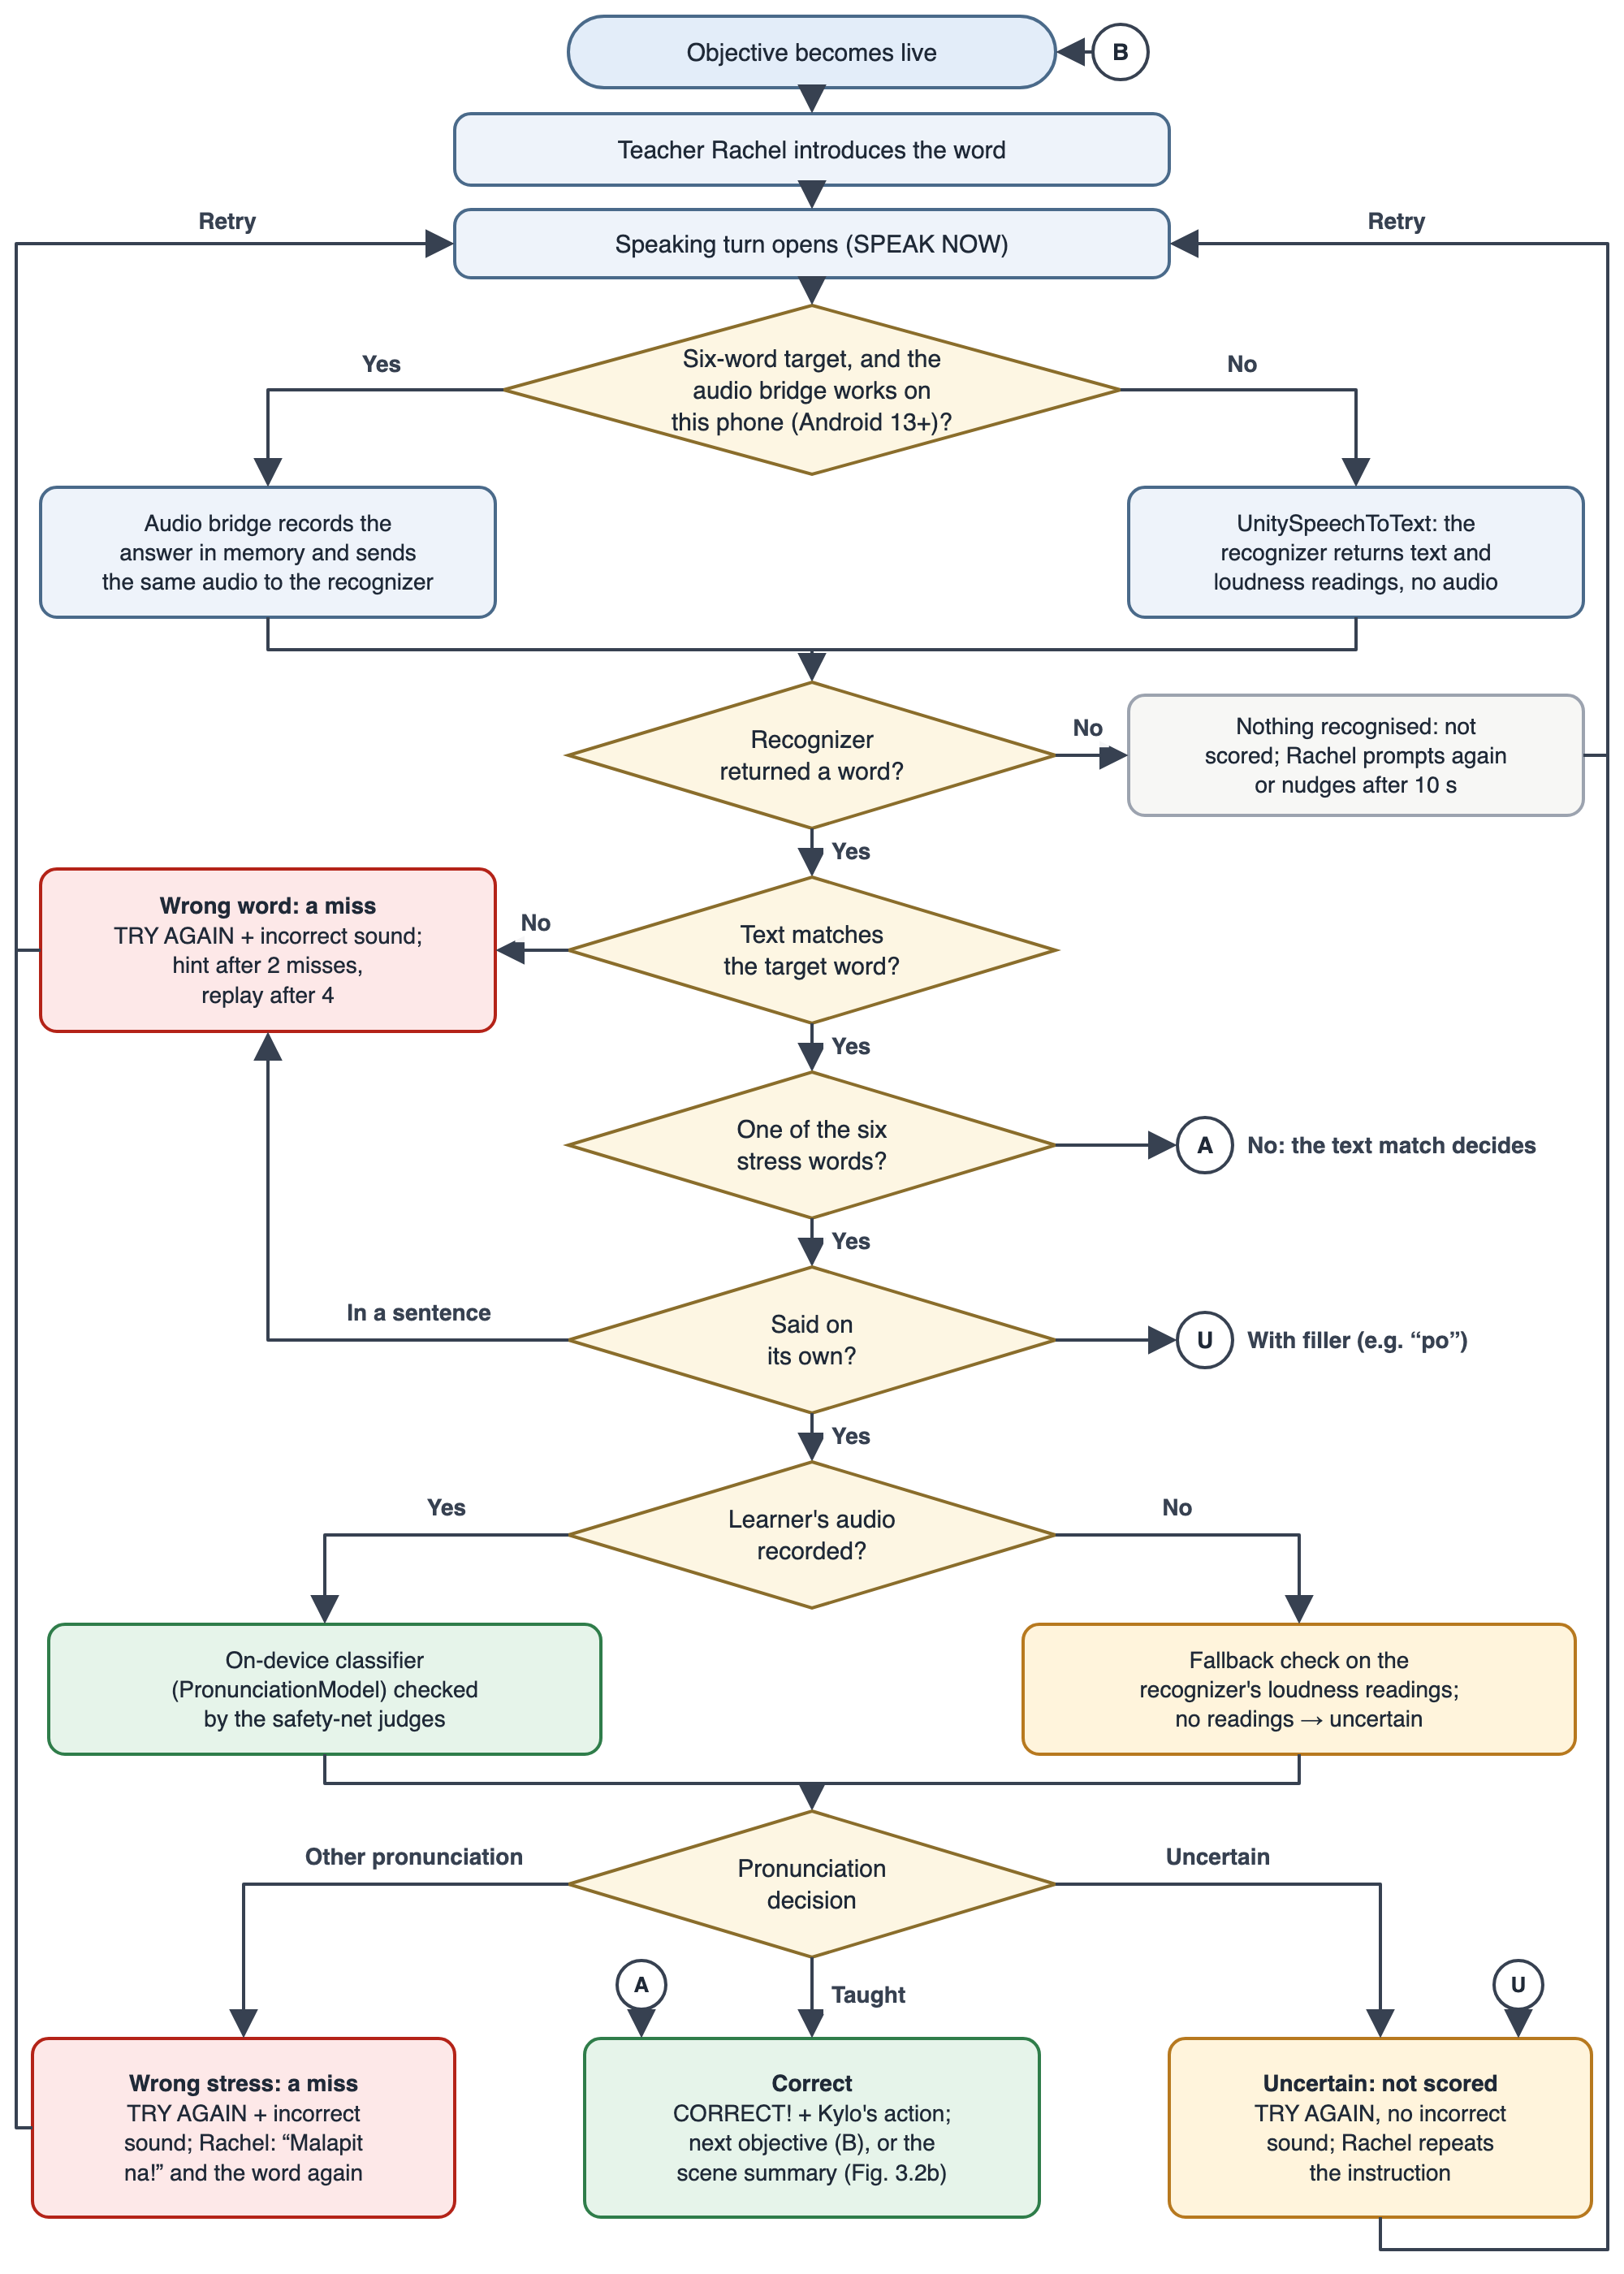 Objective becomes live
B
Teacher Rachel introduces the word
Retry
Retry
Speaking turn opens (SPEAK NOW)
Yes
Six-word target, and the
audio bridge works on
this phone (Android 13+)?
No
Audio bridge records the
answer in memory and sends
the same audio to the recognizer
UnitySpeechToText: the
recognizer returns text and
loudness readings, no audio
Recognizer
returned a word?
No
Nothing recognised: not
scored; Rachel prompts again
or nudges after 10 s
Yes
Wrong word: a miss
TRY AGAIN + incorrect sound;
hint after 2 misses,
replay after 4
No
Text matches
the target word?
Yes
One of the six
stress words?
A
No: the text match decides
Yes
In a sentence
Said on
its own?
U
With filler (e.g. “po”)
Yes
Yes
Learner's audio
recorded?
No
On-device classifier
(PronunciationModel) checked
by the safety-net judges
Fallback check on the
recognizer's loudness readings;
no readings → uncertain
Other pronunciation
Pronunciation
decision
Uncertain
A
Taught
U
Wrong stress: a miss
TRY AGAIN + incorrect
sound; Rachel: “Malapit
na!” and the word again
Correct
CORRECT! + Kylo's action;
next objective (B), or the
scene summary (Fig. 3.2b)
Uncertain: not scored
TRY AGAIN, no incorrect
sound; Rachel repeats
the instruction